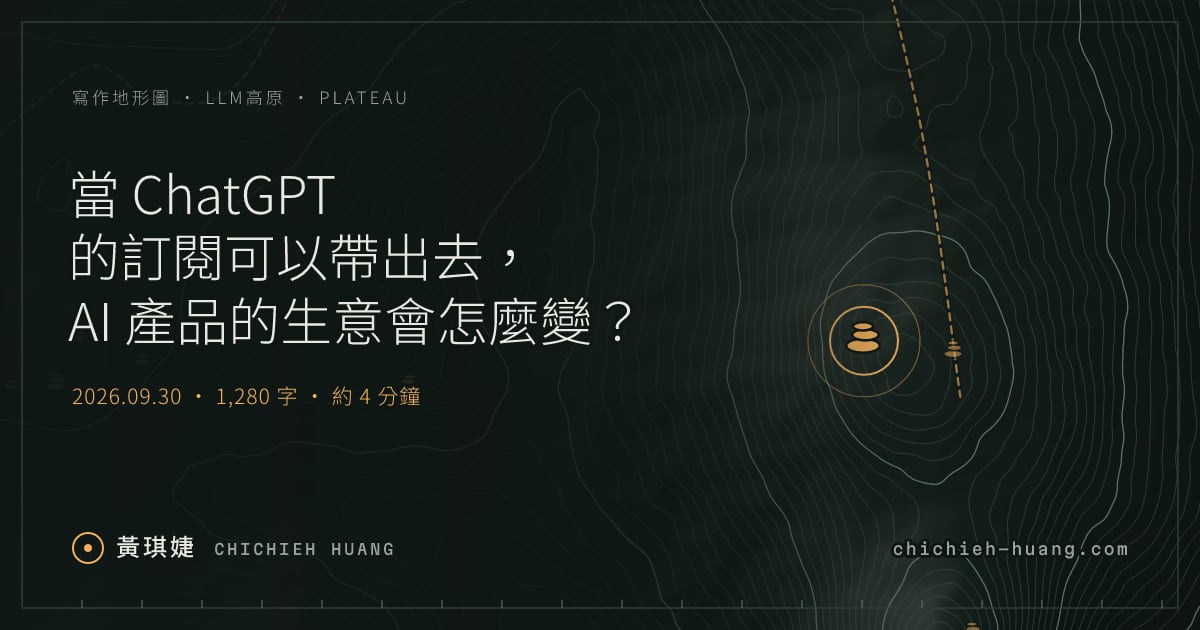 寫作地形圖 · LLM高原 · PLATEAU
當 ChatGPT
的訂閱可以帶出去，
AI 產品的生意會怎麼變？
2026.09.30 · 1,280 字 · 約 4 分鐘
黃琪婕 CHICHIEH HUANG
chichieh-huang.com